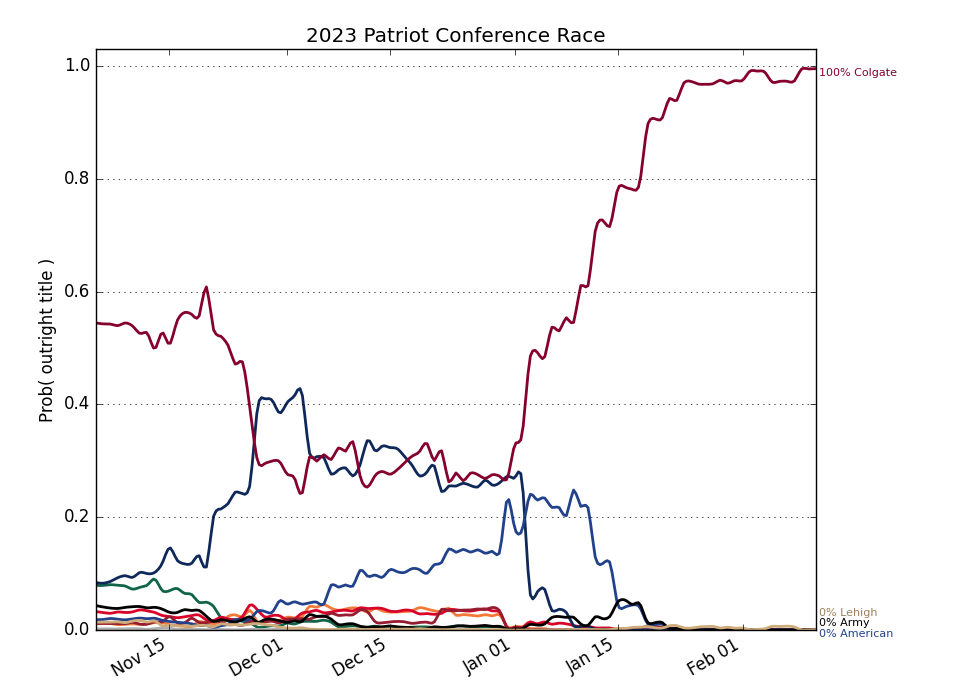 2023 Patriot Conference Race
Prob( outright title )
1.0
0.8
0.6
0.4
0.2
0.0
Nov 15
Dec 01
Dec 15
Jan 01
Jan 15
Feb 01
100% Colgate
0% Lehigh
0% Army
0% American